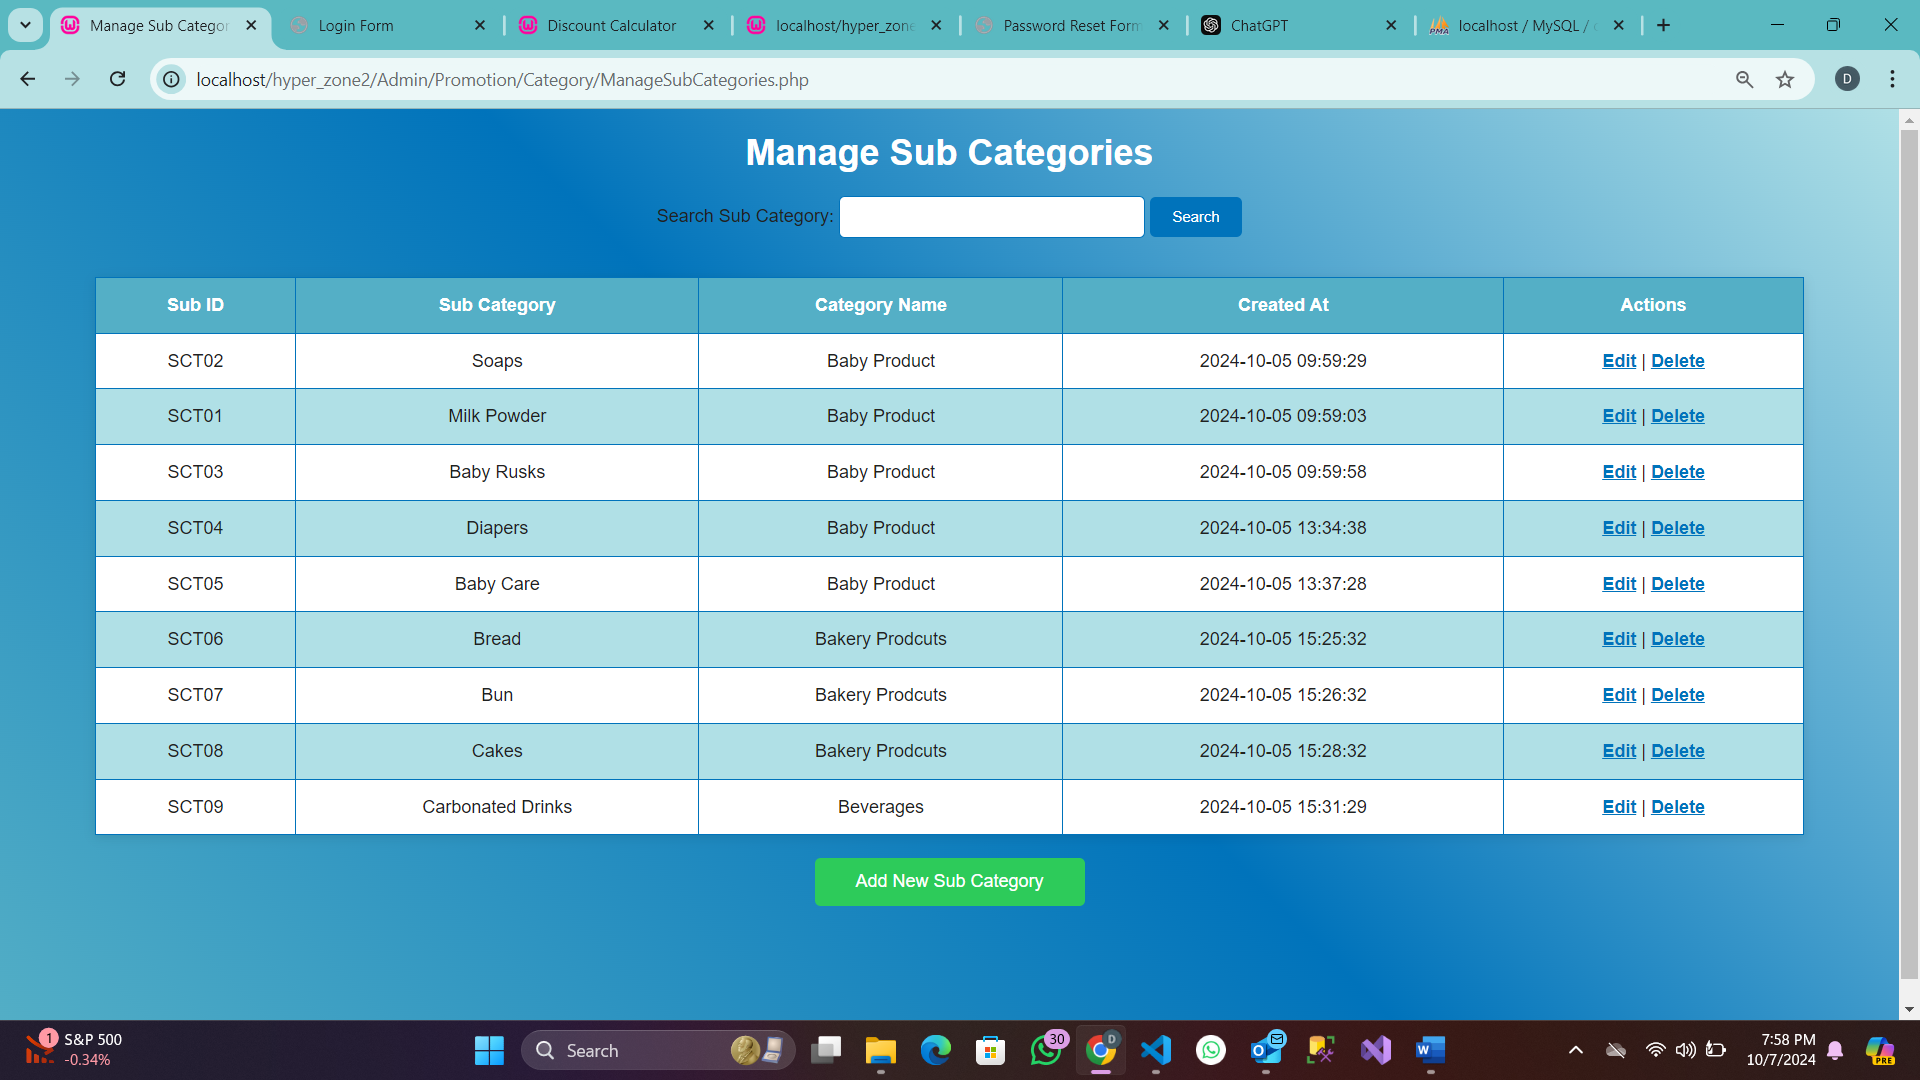 Manage Sub Categor
Login Form
Discount Calculator
localhost/hyper_zone
Password Reset Form
ChatGPT
localhost / MySQL /
localhost/hyper_zone2/Admin/Promotion/Category/ManageSubCategories.php
D
Manage Sub Categories
Search Sub Category:
Search
Sub ID Sub Category Category Name Created At Actions
SCT02 Soaps Baby Product 2024-10-05 09:59:29 Edit | Delete
SCT01 Milk Powder Baby Product 2024-10-05 09:59:03 Edit | Delete
SCT03 Baby Rusks Baby Product 2024-10-05 09:59:58 Edit | Delete
SCT04 Diapers Baby Product 2024-10-05 13:34:38 Edit | Delete
SCT05 Baby Care Baby Product 2024-10-05 13:37:28 Edit | Delete
SCT06 Bread Bakery Prodcuts 2024-10-05 15:25:32 Edit | Delete
SCT07 Bun Bakery Prodcuts 2024-10-05 15:26:32 Edit | Delete
SCT08 Cakes Bakery Prodcuts 2024-10-05 15:28:32 Edit | Delete
SCT09 Carbonated Drinks Beverages 2024-10-05 15:31:29 Edit | Delete
Add New Sub Category
1
S&P 500
-0.34%
Search
30
D
7:58 PM
10/7/2024
PRE